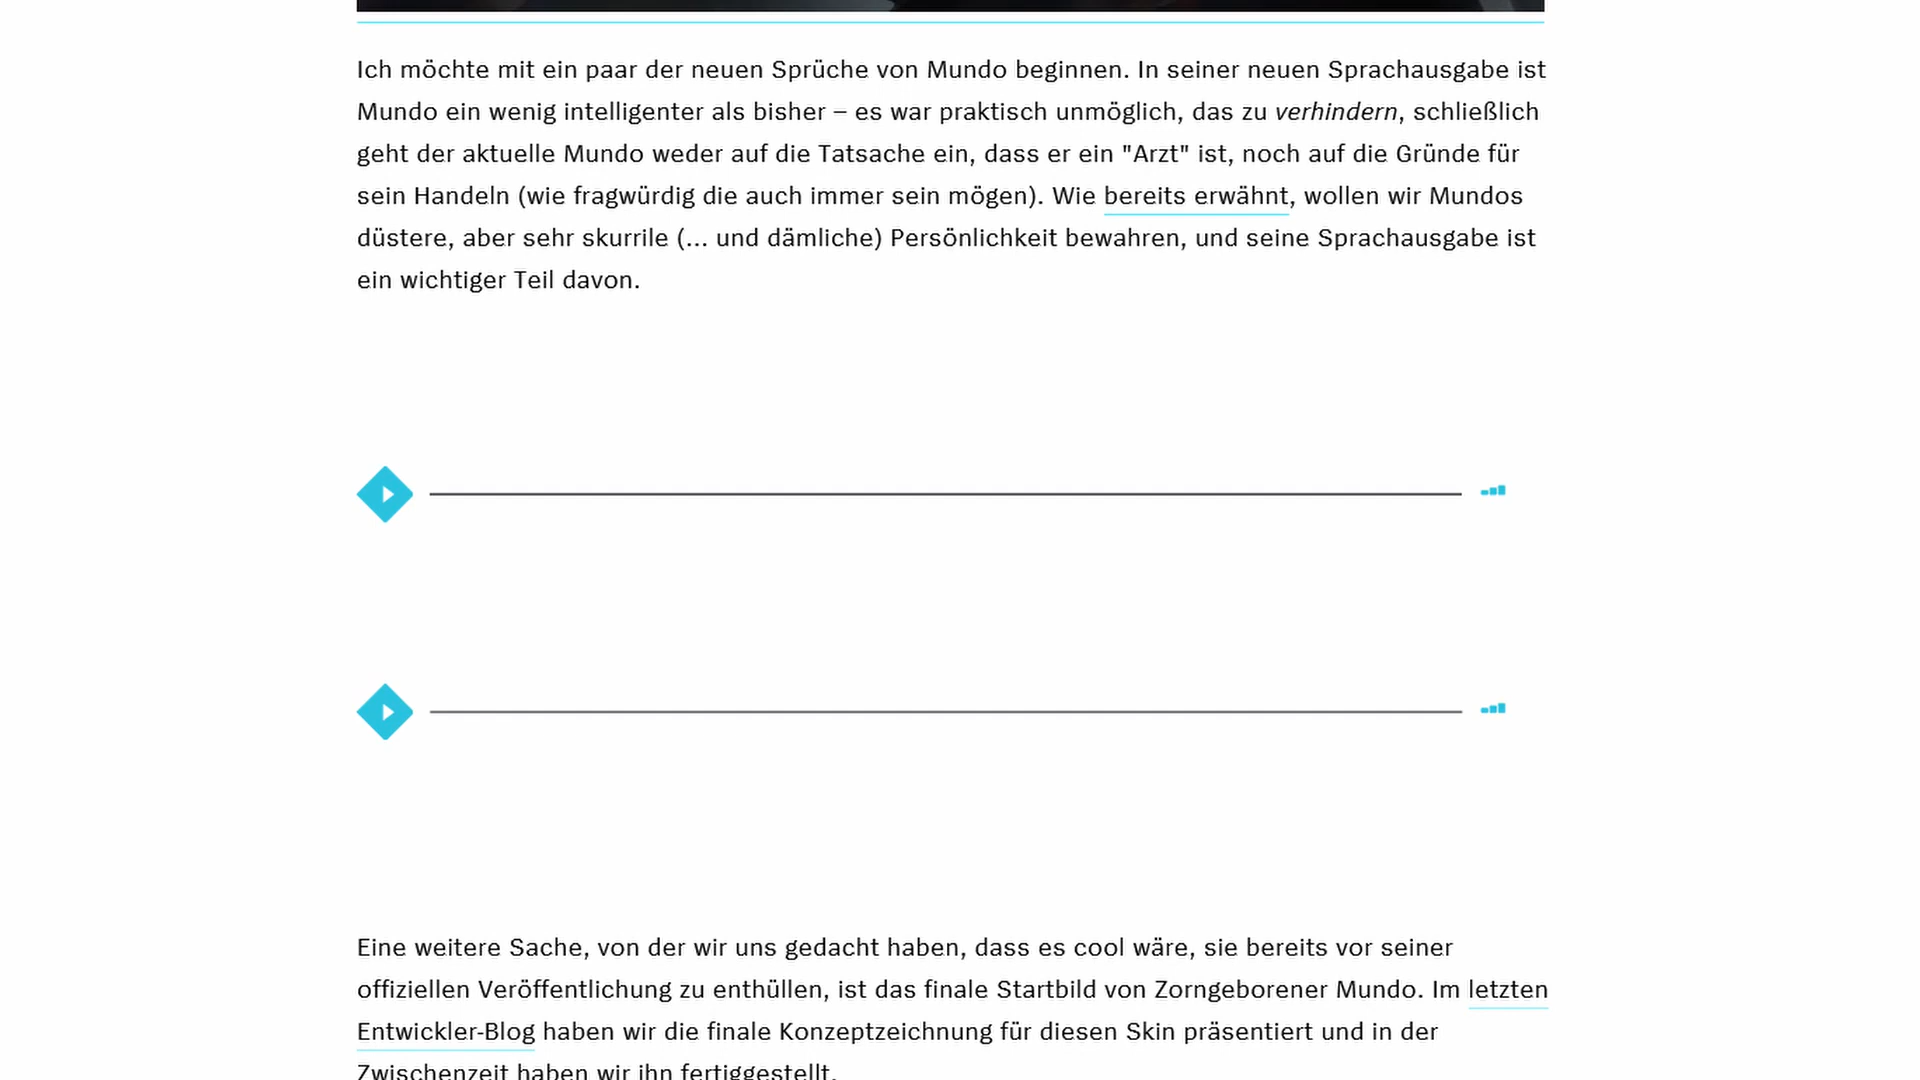 Ich möchte mit ein paar der neuen Sprüche von Mundo beginnen. In seiner neuen Sprachausgabe ist
Mundo ein wenig intelligenter als bisher – es war praktisch unmöglich, das zu verhindern, schließlich
geht der aktuelle Mundo weder auf die Tatsache ein, dass er ein "Arzt" ist, noch auf die Gründe für
sein Handeln (wie fragwürdig die auch immer sein mögen). Wie bereits erwähnt, wollen wir Mundos
düstere, aber sehr skurrile (... und dämliche) Persönlichkeit bewahren, und seine Sprachausgabe ist
ein wichtiger Teil davon.
Eine weitere Sache, von der wir uns gedacht haben, dass es cool wäre, sie bereits vor seiner
offiziellen Veröffentlichung zu enthüllen, ist das finale Startbild von Zorngeborener Mundo. Im letzten
Entwickler-Blog haben wir die finale Konzeptzeichnung für diesen Skin präsentiert und in der
Zwischenzeit haben wir ihn fertiggestellt.